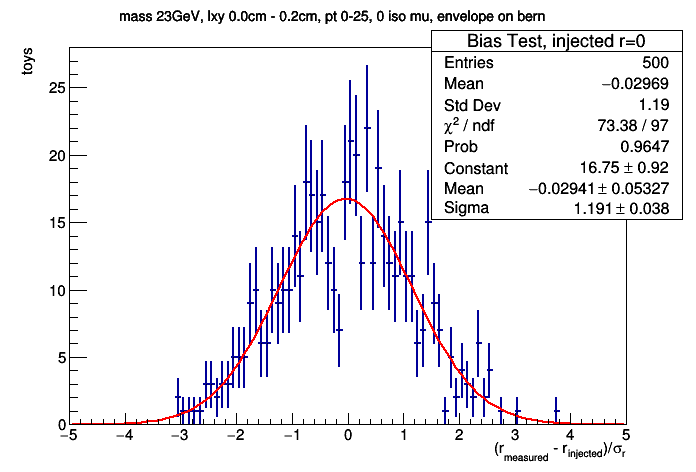 mass 23GeV, lxy 0.0cm - 0.2cm, pt 0-25, 0 iso mu, envelope on bern
Bias Test, injected r=0
Entries 500
Mean −0.02969
Std Dev 1.19
χ² / ndf 73.38 / 97
Prob 0.9647
Constant 16.75 ± 0.92
Mean −0.02941 ± 0.05327
Sigma 1.191 ± 0.038
toys
25
20
15
10
5
0
−5 −4 −3 −2 −1 0 1 2 3 4 5
(r_measured - r_injected)/σ_r